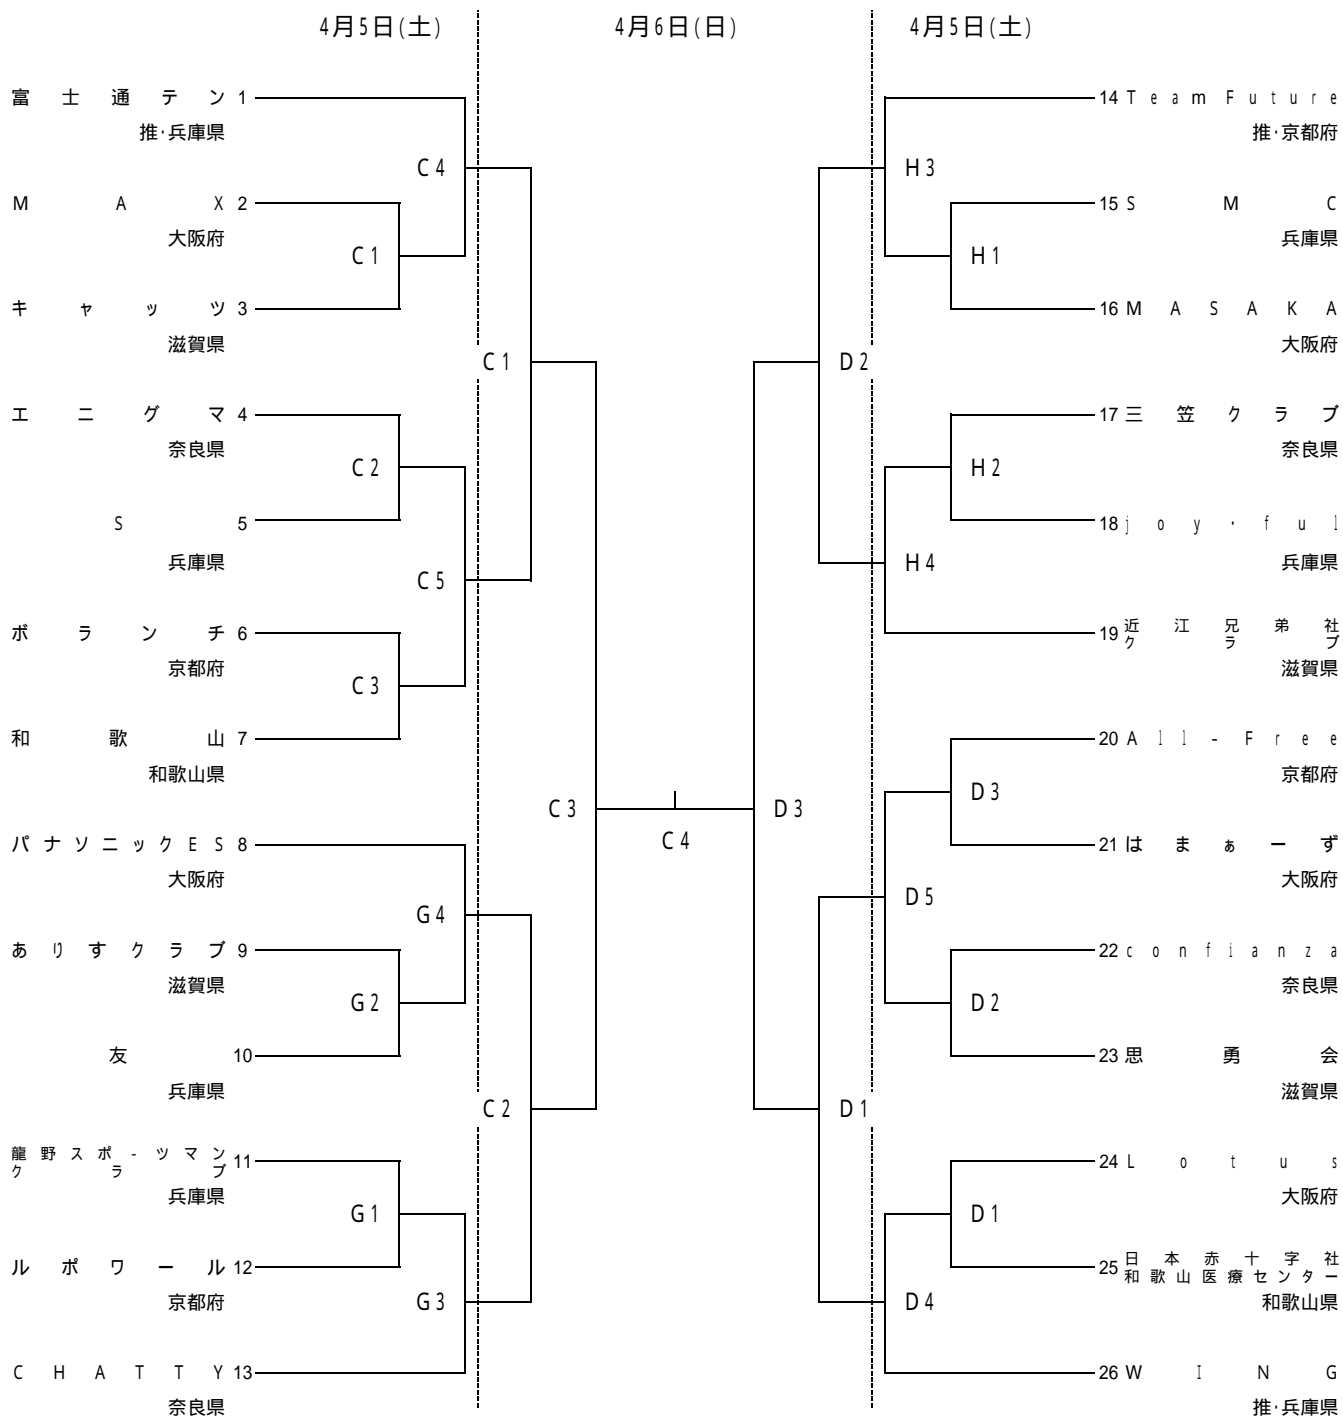 4月5日(土)
4月6日(日)
4月5日(土)
富士通テン 1
推・兵庫県
MAX 2
大阪府
キャッツ 3
滋賀県
エニグマ 4
奈良県
S 5
兵庫県
ボランチ 6
京都府
和歌山 7
和歌山県
パナソニックES 8
大阪府
ありすクラブ 9
滋賀県
友 10
兵庫県
龍野スポ-ツマン
クラブ
11
兵庫県
ルポワール 12
京都府
CHATTY 13
奈良県
C4
C1
C2
C5
C3
G4
G2
G1
G3
C1
C2
C3
C4
D3
D2
D1
H3
H1
H2
H4
D3
D5
D2
D1
D4
14 Team Future
推・京都府
15 SMC
兵庫県
16 MASAKA
大阪府
17 三笠クラブ
奈良県
18 joy・ful
兵庫県
19 近江兄弟社
クラブ
滋賀県
20 All-Free
京都府
21 はまぁーず
大阪府
22 confianza
奈良県
23 思勇会
滋賀県
24 Lotus
大阪府
25 日本赤十字社
和歌山医療センター
和歌山県
26 WING
推・兵庫県